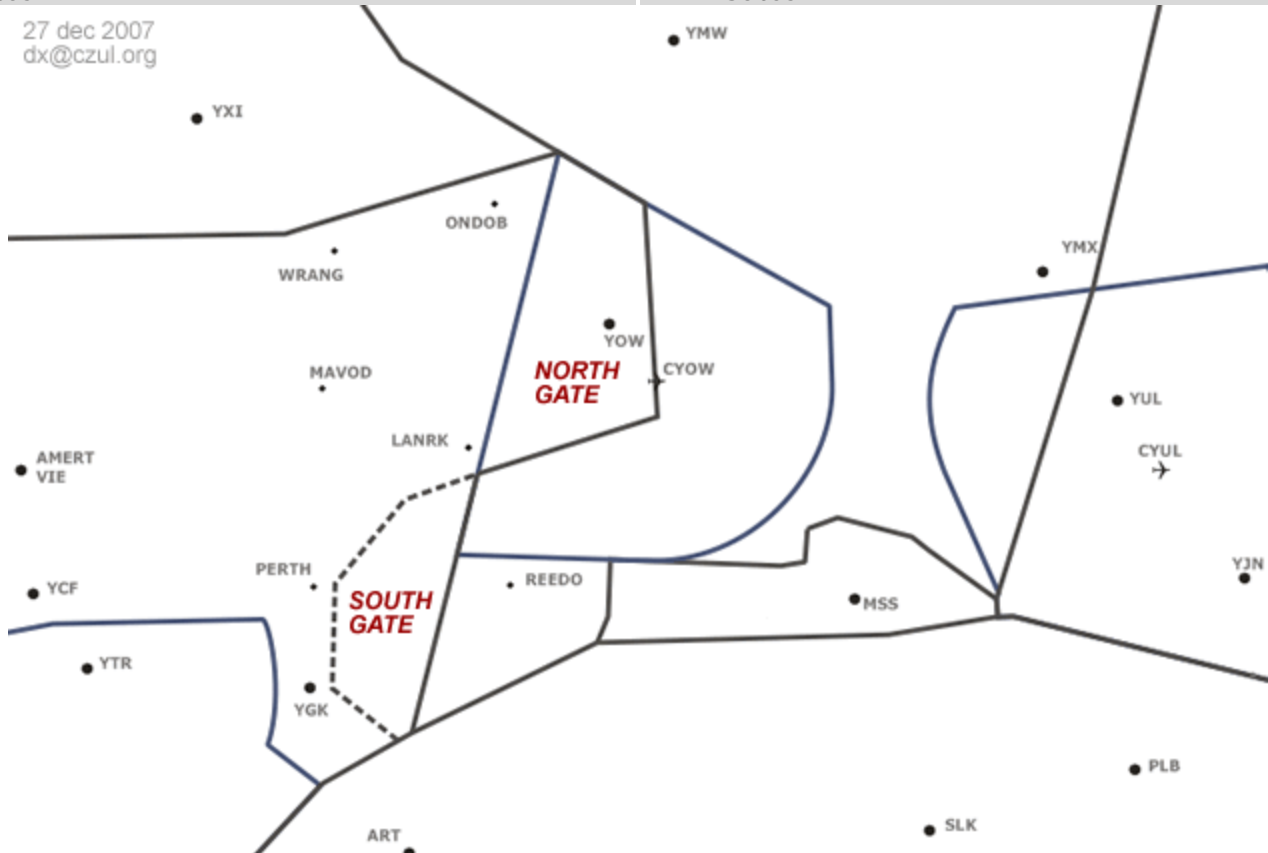 27 dec 2007
dx@czul.org
YMW
YXI
ONDOB
WRANG
YMX
YOW
NORTH
GATE
CYOW
MAVOD
YUL
LANRK
CYUL
AMERT
VIE
PERTH
REEDO
YJN
YCF
SOUTH
GATE
MSS
YTR
YGK
PLB
SLK
ART